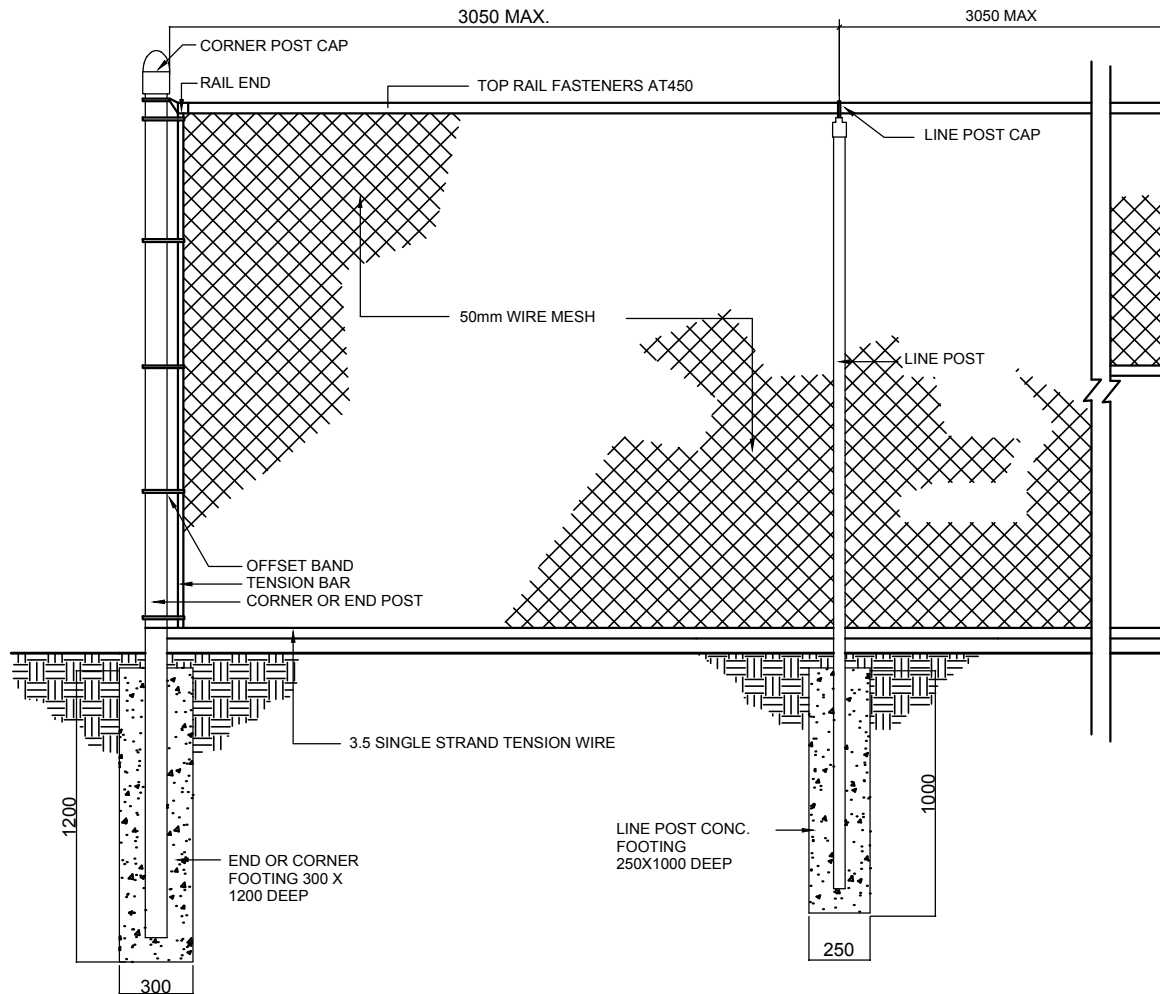 3050 MAX.
3050 MAX
CORNER POST CAP
RAIL END
TOP RAIL FASTENERS AT450
LINE POST CAP
50mm WIRE MESH
LINE POST
OFFSET BAND
TENSION BAR
CORNER OR END POST
3.5 SINGLE STRAND TENSION WIRE
1200
1000
LINE POST CONC.
FOOTING
250X1000 DEEP
END OR CORNER
FOOTING 300 X
1200 DEEP
250
300